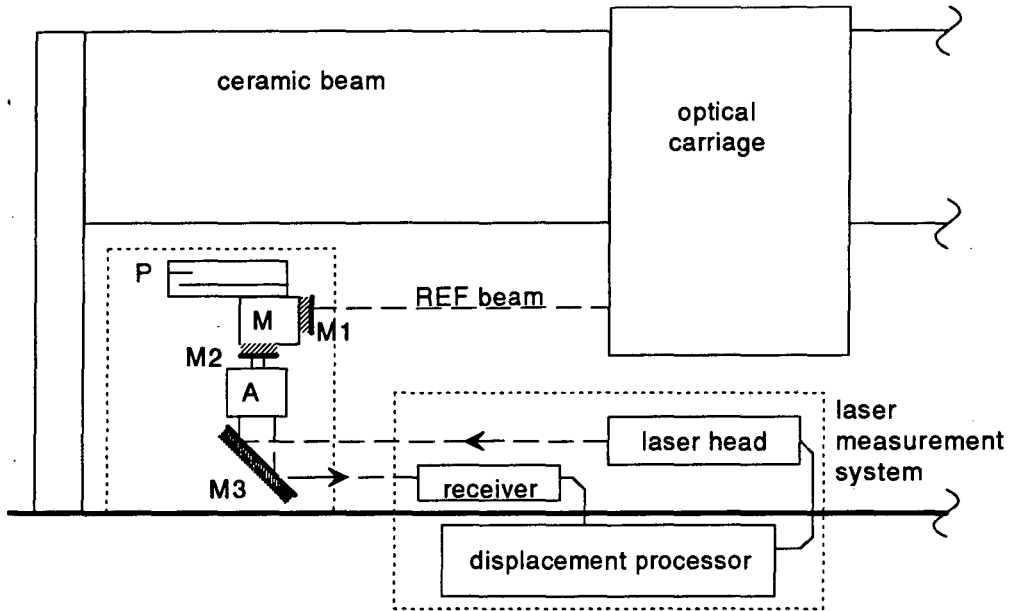 ceramic beam
optical
carriage
P
REF beam
M
M1
M2
A
laser
measurement
system
laser head
M3
receiver
displacement processor